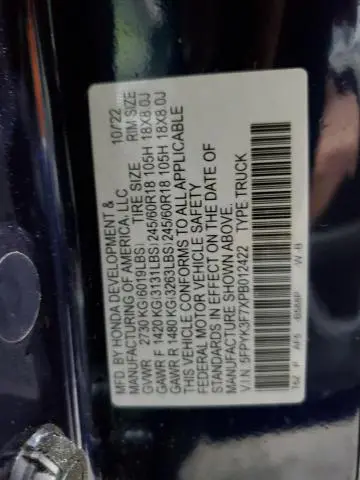 MFD. BY HONDA DEVELOPMENT & 10/22
MANUFACTURING OF AMERICA, LLC
TIRE SIZE RIM SIZE
GVWR 2730 KG(6019LBS)
GAWR F 1420 KG(3131LBS) 245/60R18 105H 18X8.0J
GAWR R 1480 KG(3263LBS) 245/60R18 105H 18X8.0J
THIS VEHICLE CONFORMS TO ALL APPLICABLE
FEDERAL MOTOR VEHICLE SAFETY
STANDARDS IN EFFECT ON THE DATE OF
MANUFACTURE SHOWN ABOVE.
V.I.N. 5FPYK3F7XPB012422 TYPE:TRUCK
T6Z P AF5 B588P W-B